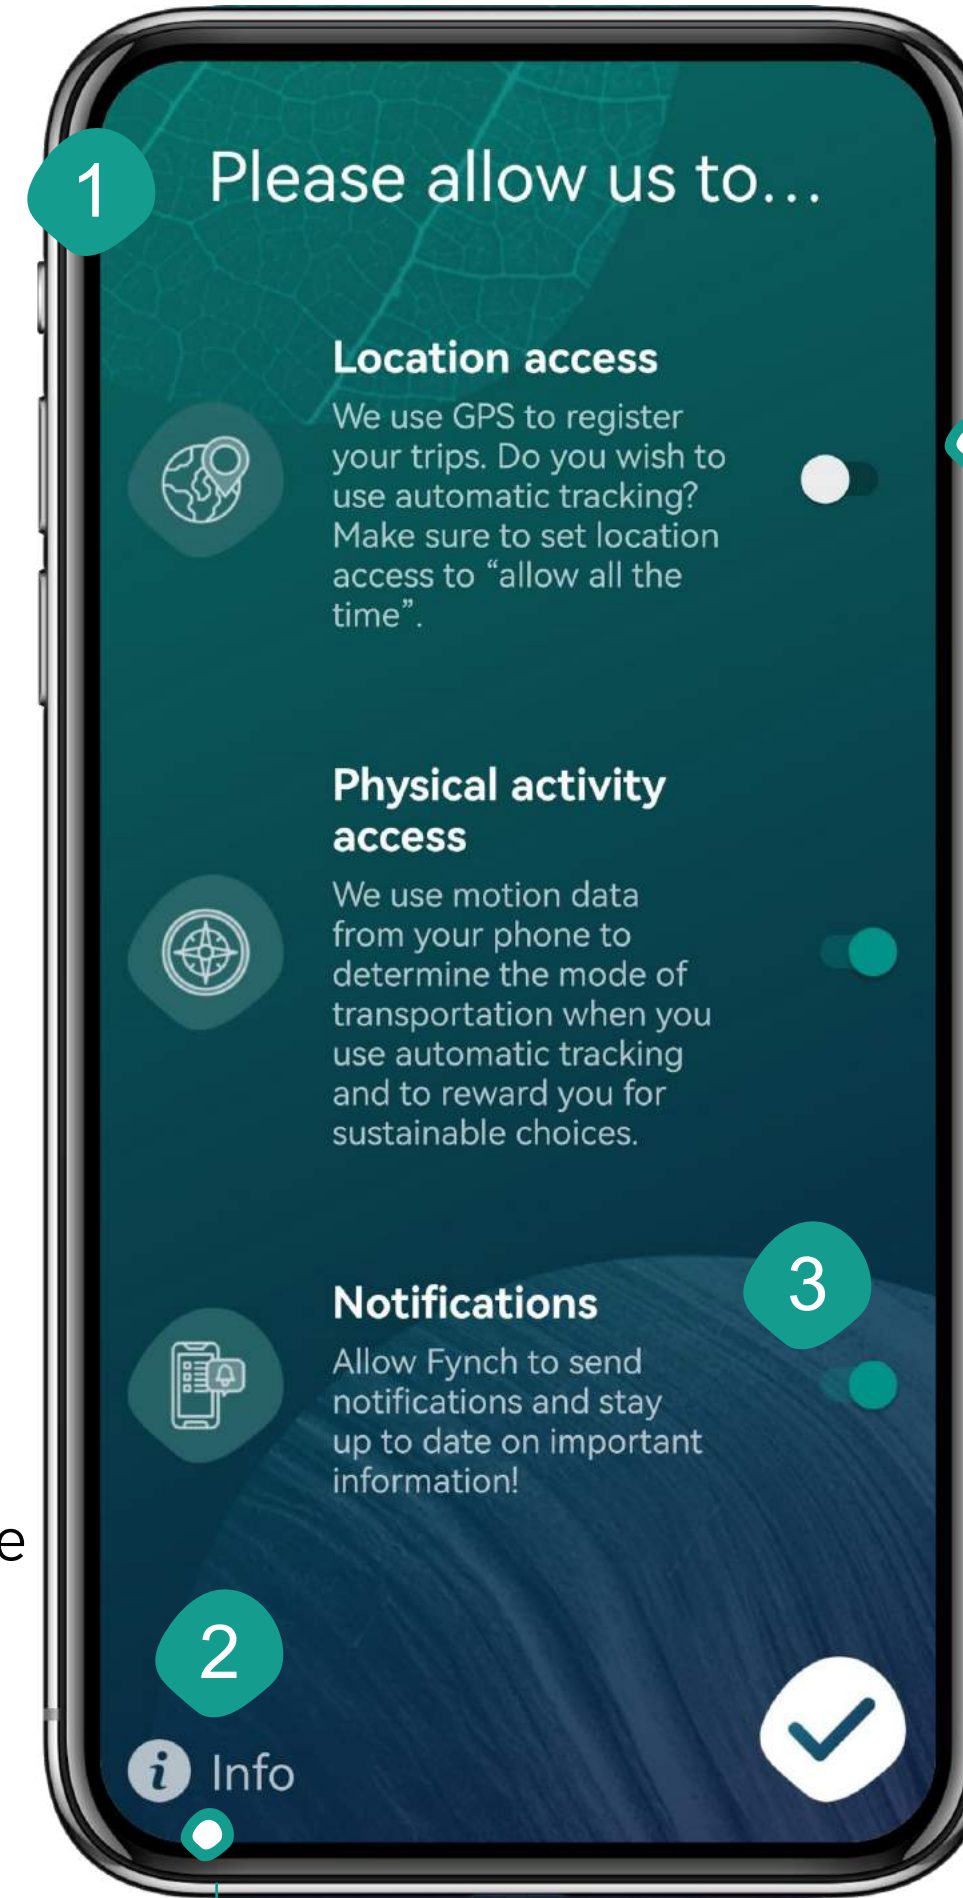 1
Please allow us to...
Location access
We use GPS to register
your trips. Do you wish to
use automatic tracking?
Make sure to set location
access to “allow all the
time”.
Physical activity
access
We use motion data
from your phone to
determine the mode of
transportation when you
use automatic tracking
and to reward you for
sustainable choices.
3
Notifications
Allow Fynch to send
notifications and stay
up to date on important
information!
e
2
i Info